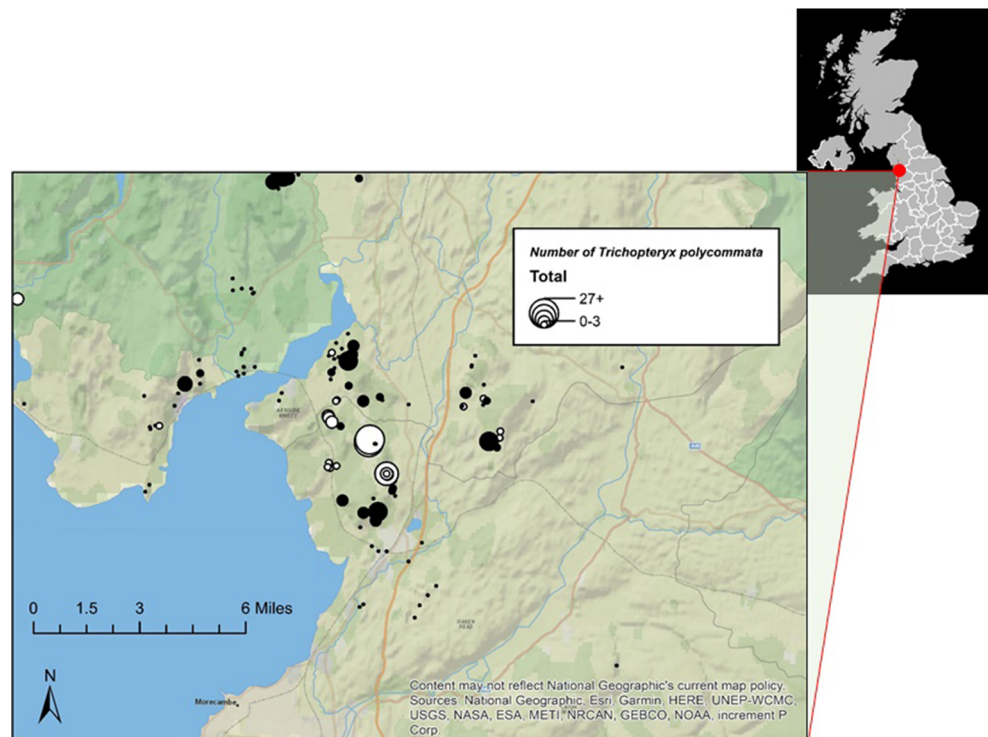 Number of Trichopteryx polycommata
Total
27+
0-3
ARNSIDE
KNOTT
0 1.5 3 6 Miles
N
Morecambe
Content may not reflect National Geographic's current map policy.
Sources: National Geographic, Esri, Garmin, HERE, UNEP-WCMC,
USGS, NASA, ESA, METI, NRCAN, GEBCO, NOAA, increment P
Corp.